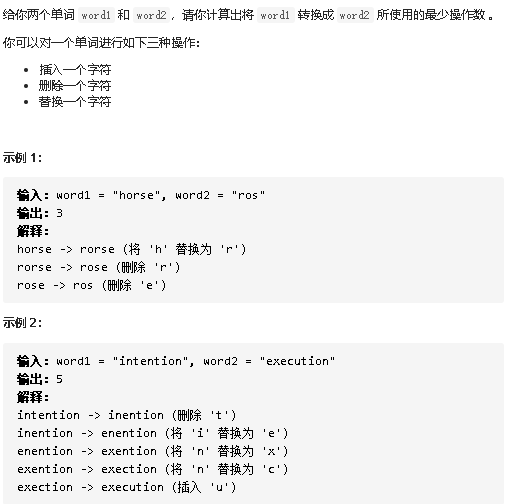 给你两个单词 word1 和 word2, 请你计算出将 word1 转换成 word2 所使用的最少操作数 。
你可以对一个单词进行如下三种操作：
• 插入一个字符
• 删除一个字符
• 替换一个字符
示例 1：
输入：word1 = "horse", word2 = "ros"
输出：3
解释：
horse -> rorse (将 'h' 替换为 'r')
rorse -> rose (删除 'r')
rose -> ros (删除 'e')
示例 2：
输入：word1 = "intention", word2 = "execution"
输出：5
解释：
intention -> inention (删除 't')
inention -> enention (将 'i' 替换为 'e')
enention -> exention (将 'n' 替换为 'x')
exention -> exection (将 'n' 替换为 'c')
exection -> execution (插入 'u')